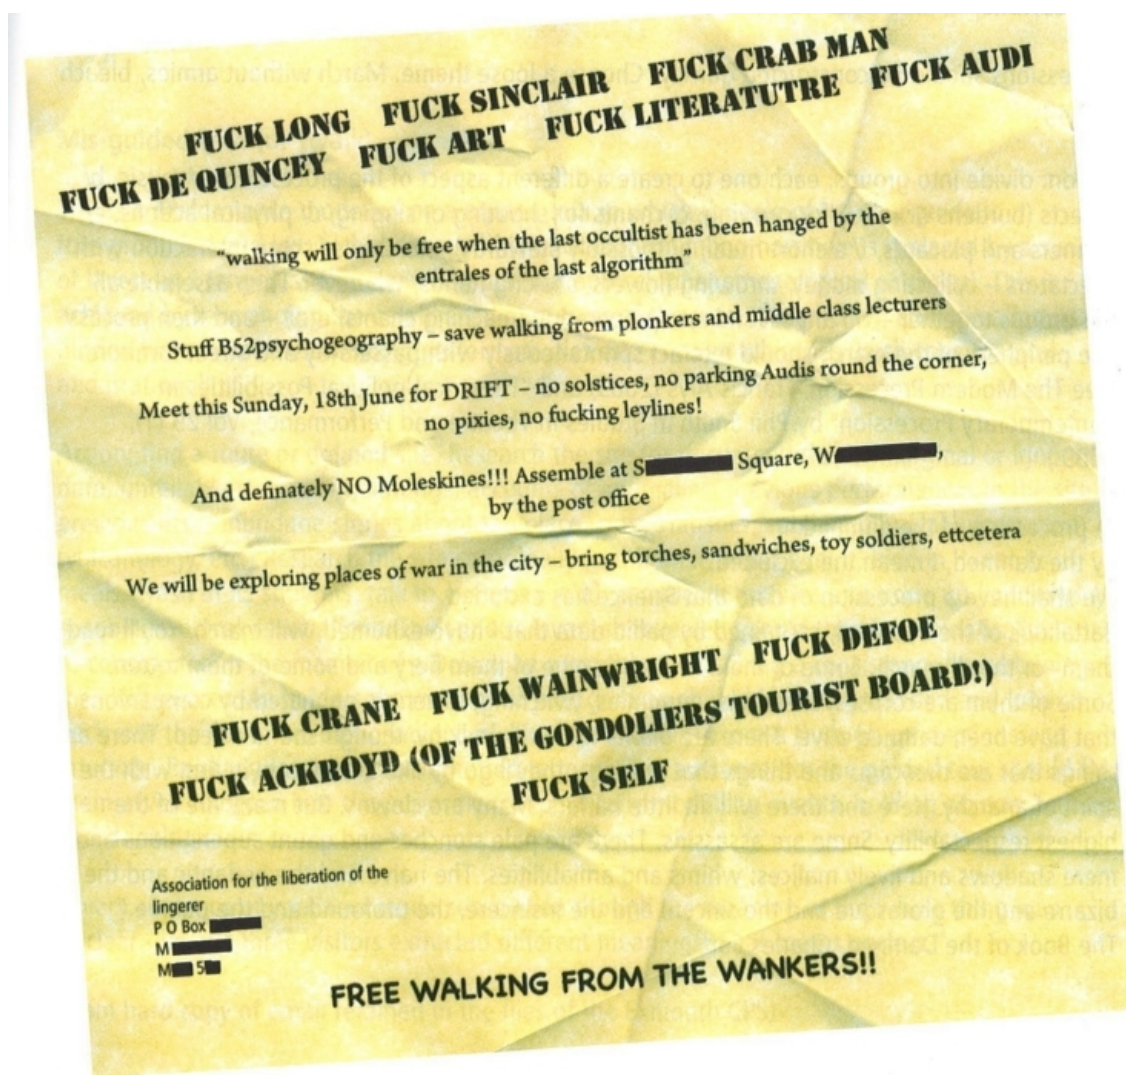 FUCK LONG FUCK SINCLAIR FUCK CRAB MAN
FUCK DE QUINCEY FUCK ART FUCK LITERATUTRE FUCK AUDI
“walking will only be free when the last occultist has been hanged by the
entrales of the last algorithm”
Stuff B52psychogeography – save walking from plonkers and middle class lecturers
Meet this Sunday, 18th June for DRIFT – no solstices, no parking Audis round the corner,
no pixies, no fucking leylines!
And definately NO Moleskines!!! Assemble at S Square, W ,
by the post office
We will be exploring places of war in the city – bring torches, sandwiches, toy soldiers, ettcetera
FUCK CRANE FUCK WAINWRIGHT FUCK DEFOE
FUCK ACKROYD (OF THE GONDOLIERS TOURIST BOARD!)
FUCK SELF
Association for the liberation of the
lingerer
P O Box
M
M 5
FREE WALKING FROM THE WANKERS!!